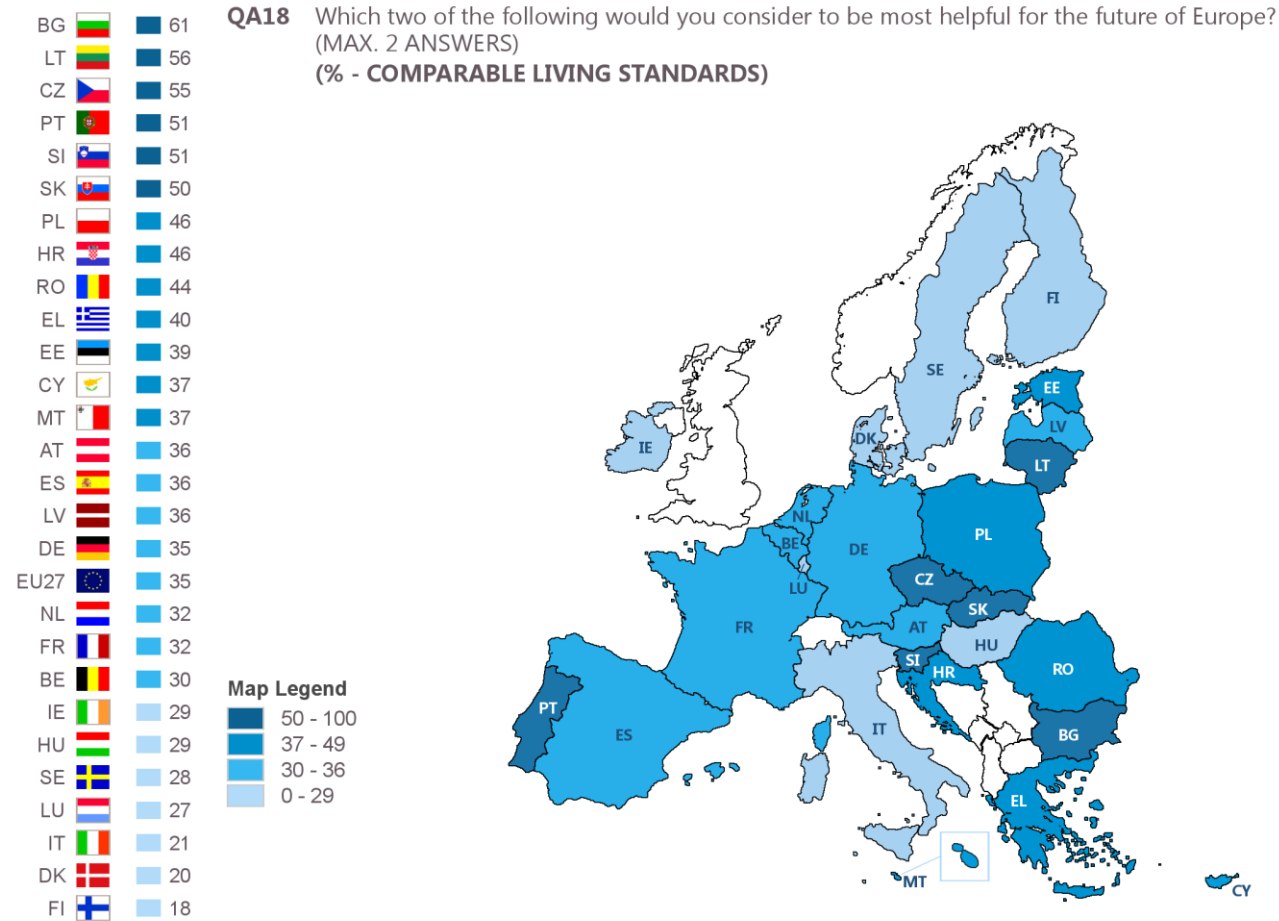 QA18 Which two of the following would you consider to be most helpful for the future of Europe?
(MAX. 2 ANSWERS)
(% - COMPARABLE LIVING STANDARDS)
BG 61
LT 56
CZ 55
PT 51
SI 51
SK 50
PL 46
HR 46
RO 44
EL 40
EE 39
CY 37
MT 37
AT 36
ES 36
LV 36
DE 35
EU27 35
NL 32
FR 32
BE 30
IE 29
HU 29
SE 28
LU 27
IT 21
DK 20
FI 18
Map Legend
50 - 100
37 - 49
30 - 36
0 - 29
FI
SE
EE
LV
DK
IE
LT
NL
PL
BE
DE
CZ
LU
SK
FR
AT
HU
SI
HR
RO
PT
IT
ES
BG
EL
MT
CY